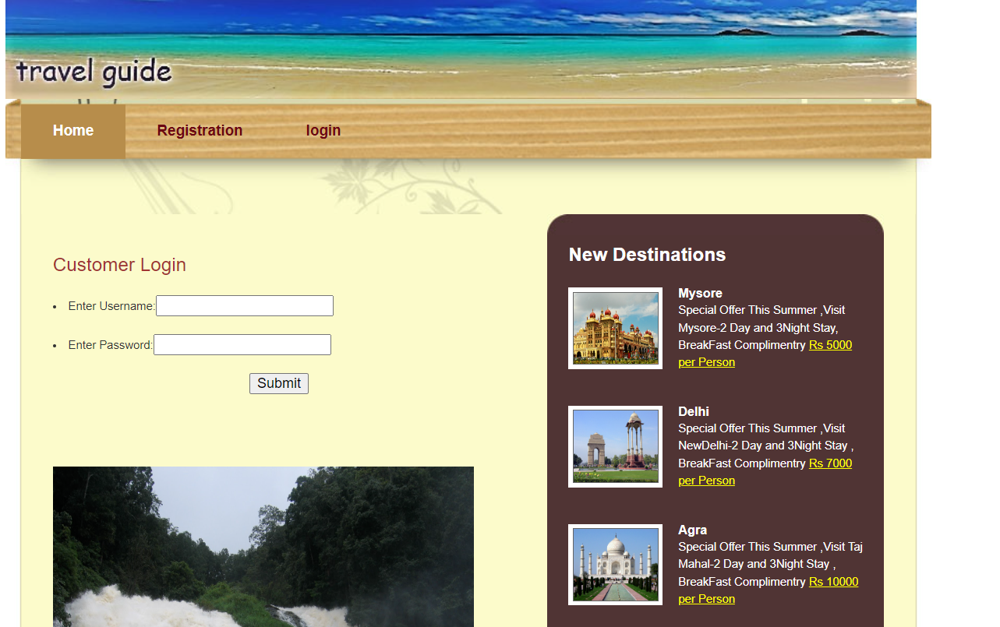 travel guide
Home Registration login
Customer Login
Enter Username:
Enter Password:
Submit
New Destinations
Mysore
Special Offer This Summer ,Visit
Mysore-2 Day and 3Night Stay,
BreakFast Complimentry Rs 5000
per Person
Delhi
Special Offer This Summer ,Visit
NewDelhi-2 Day and 3Night Stay ,
BreakFast Complimentry Rs 7000
per Person
Agra
Special Offer This Summer ,Visit Taj
Mahal-2 Day and 3Night Stay ,
BreakFast Complimentry Rs 10000
per Person